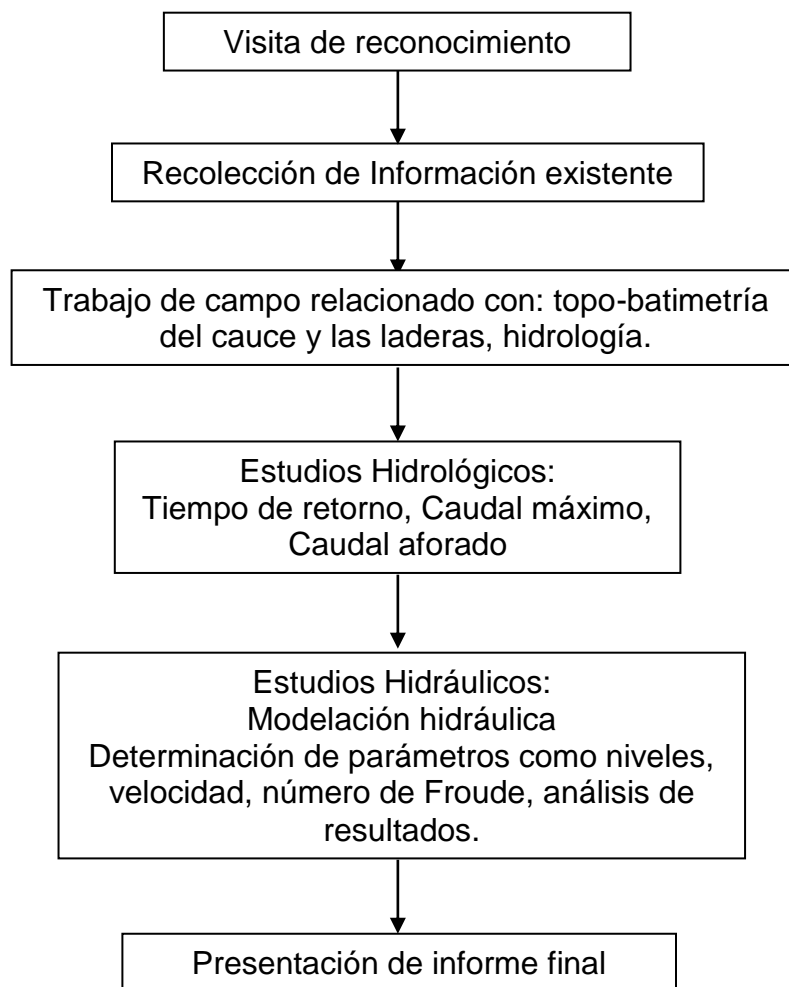 Visita de reconocimiento
Recolección de Información existente
Trabajo de campo relacionado con: topo-batimetría
del cauce y las laderas, hidrología.
Estudios Hidrológicos:
Tiempo de retorno, Caudal máximo,
Caudal aforado
Estudios Hidráulicos:
Modelación hidráulica
Determinación de parámetros como niveles,
velocidad, número de Froude, análisis de
resultados.
Presentación de informe final